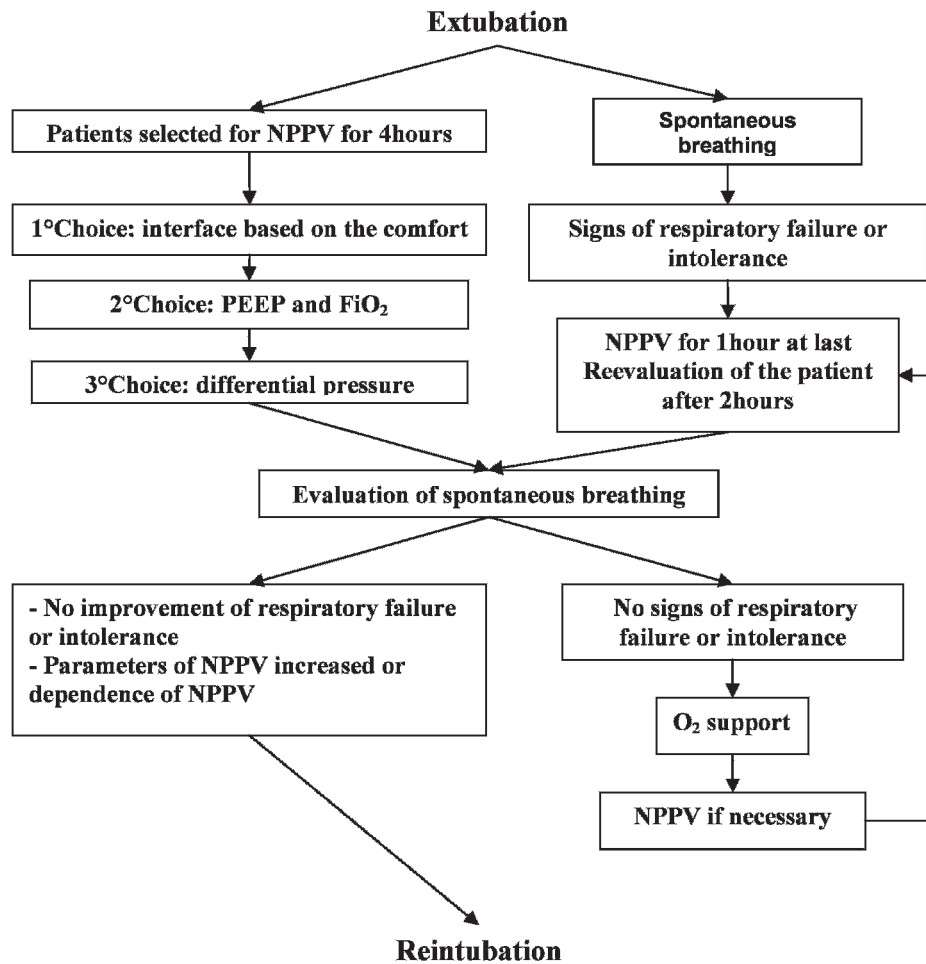 Extubation
Patients selected for NPPV for 4hours
Spontaneous
breathing
1°Choice: interface based on the comfort
Signs of respiratory failure or
intolerance
2°Choice: PEEP and FiO₂
NPPV for 1hour at last
Reevaluation of the patient
after 2hours
3°Choice: differential pressure
Evaluation of spontaneous breathing
- No improvement of respiratory failure
or intolerance
- Parameters of NPPV increased or
dependence of NPPV
No signs of respiratory
failure or intolerance
O₂ support
NPPV if necessary
Reintubation